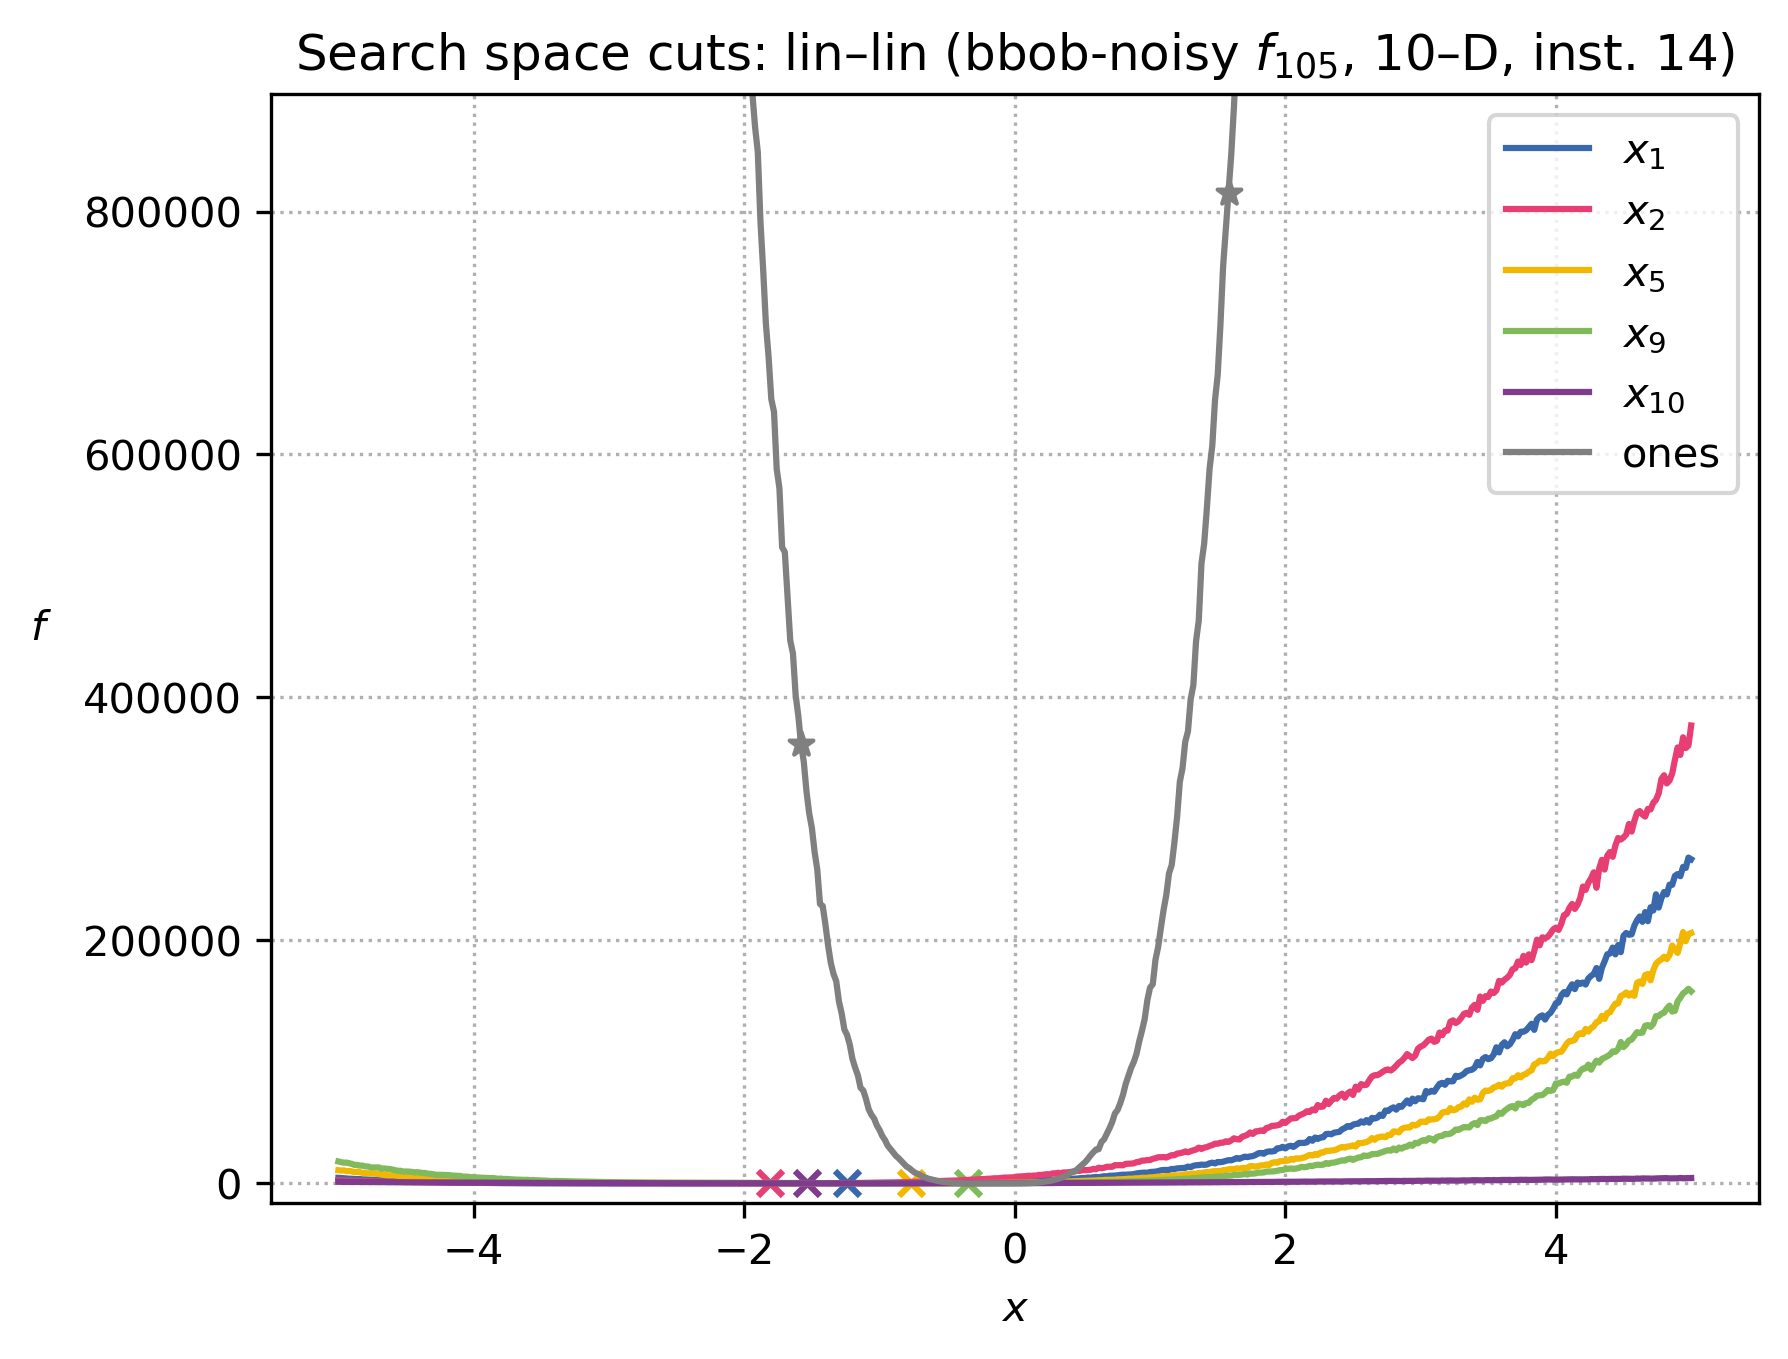 Search space cuts: lin–lin (bbob-noisy f₁₀₅, 10–D, inst. 14)
x₁
x₂
x₅
x₉
x₁₀
ones
800000
600000
400000
200000
0
f
−4
−2
0
2
4
x